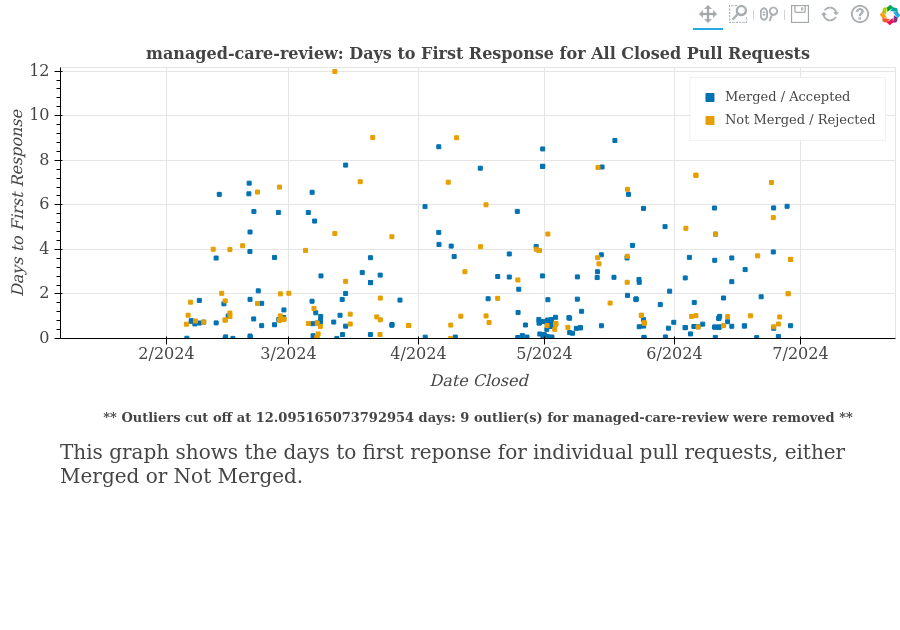 managed-care-review: Days to First Response for All Closed Pull Requests
12
10
8
6
4
2
0
Days to First Response
Merged / Accepted
Not Merged / Rejected
2/2024 3/2024 4/2024 5/2024 6/2024 7/2024
Date Closed
** Outliers cut off at 12.095165073792954 days: 9 outlier(s) for managed-care-review were removed **
This graph shows the days to first reponse for individual pull requests, either
Merged or Not Merged.